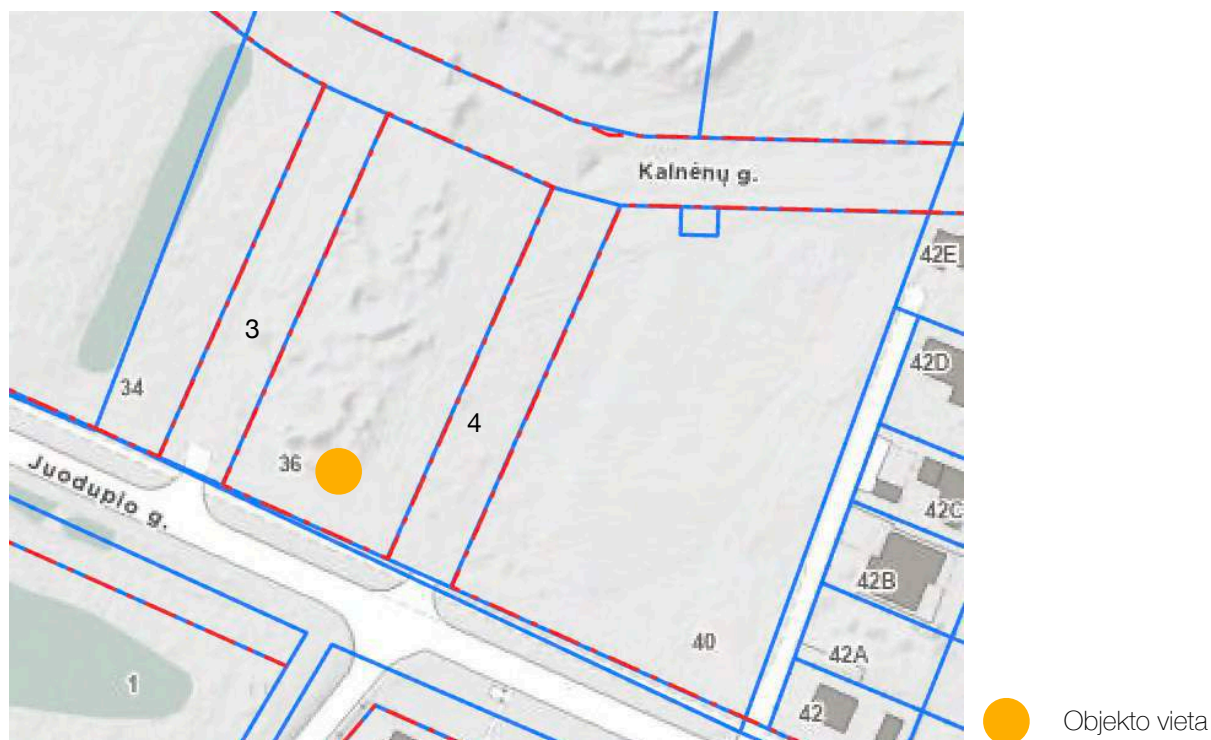 Kalnėnų g.
42E
3
42D
34
4
36
Juodupio g.
42C
42B
40
42A
1
42
Objekto vieta